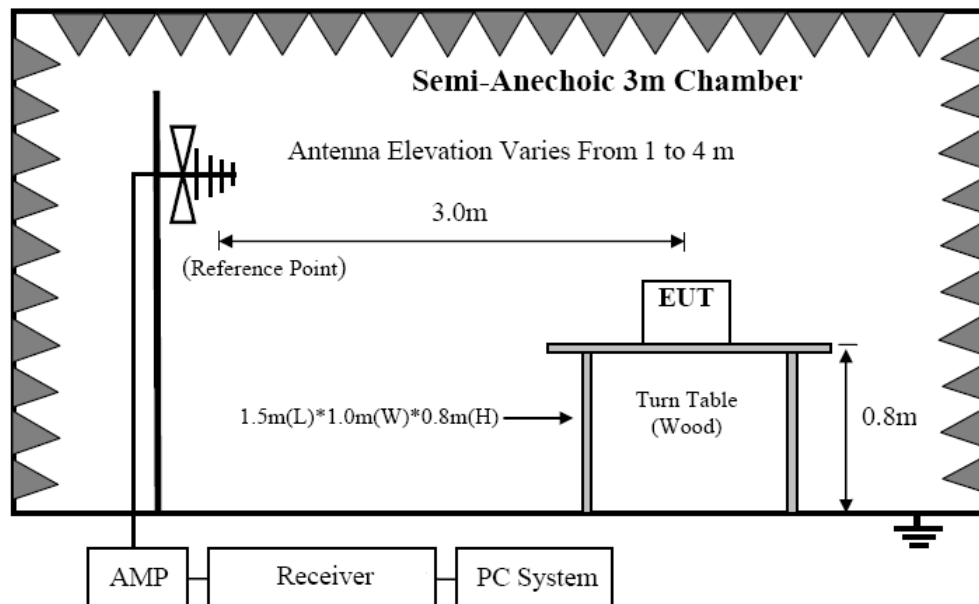 Semi-Anechoic 3m Chamber
Antenna Elevation Varies From 1 to 4 m
3.0m
(Reference Point)
EUT
1.5m(L)*1.0m(W)*0.8m(H)
Turn Table
(Wood)
0.8m
AMP
Receiver
PC System